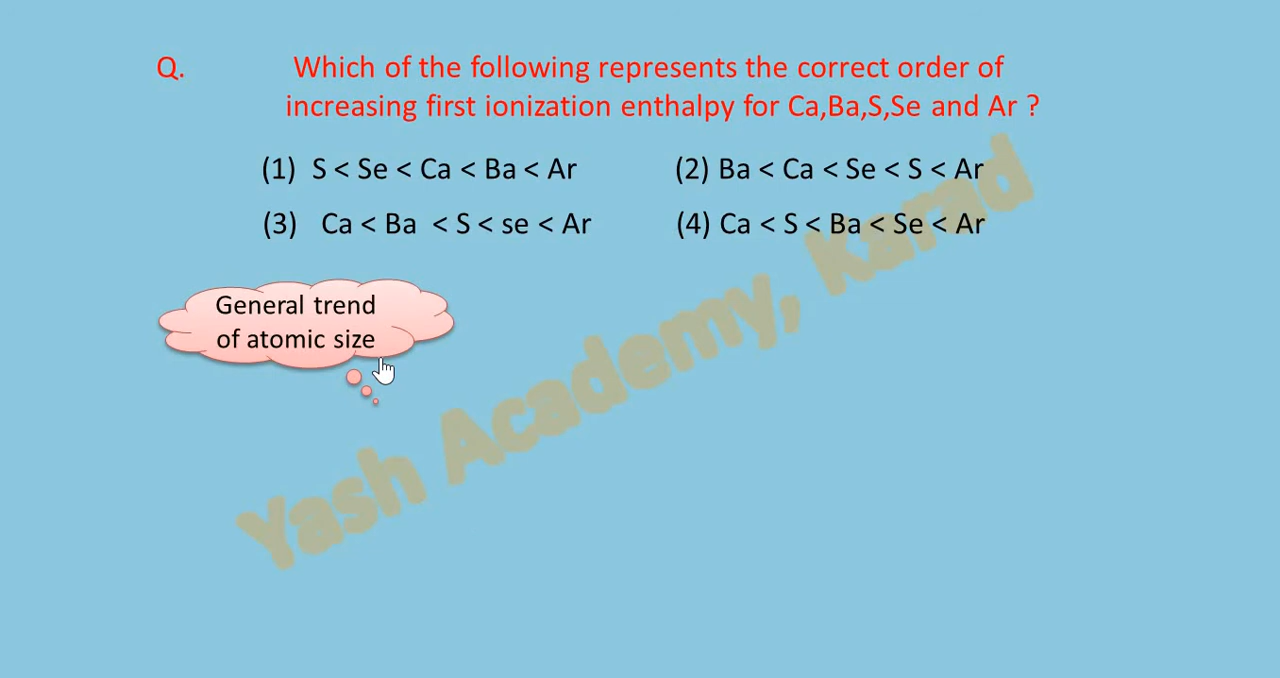 Q. Which of the following represents the correct order of
increasing first ionization enthalpy for Ca,Ba,S,Se and Ar ?
(1) S < Se < Ca < Ba < Ar (2) Ba < Ca < Se < S < Ar
(3) Ca < Ba < S < se < Ar (4) Ca < S < Ba < Se < Ar
General trend
of atomic size
Yash Academy, Karad